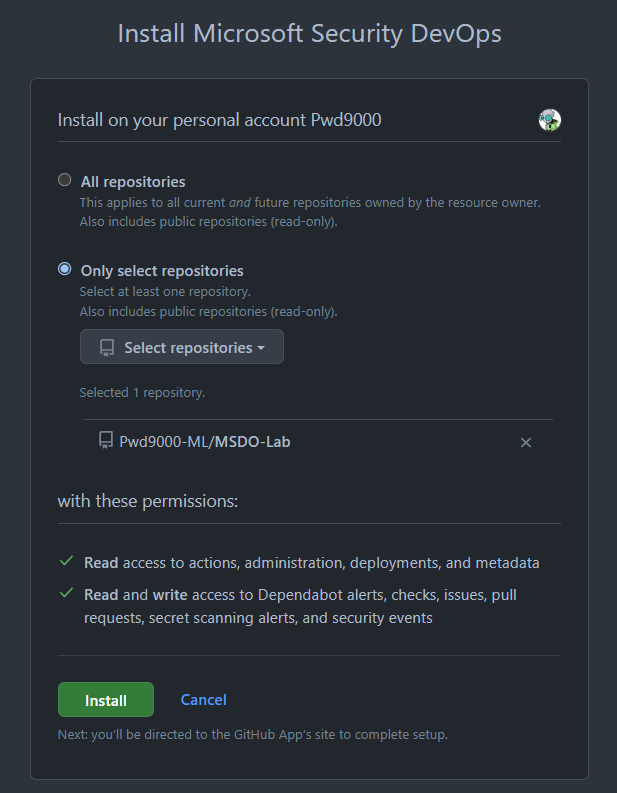 Install Microsoft Security DevOps
Install on your personal account Pwd9000
All repositories
This applies to all current and future repositories owned by the resource owner.
Also includes public repositories (read-only).
Only select repositories
Select at least one repository.
Also includes public repositories (read-only).
Select repositories
Selected 1 repository.
Pwd9000-ML/MSDO-Lab
with these permissions:
Read access to actions, administration, deployments, and metadata
Read and write access to Dependabot alerts, checks, issues, pull
requests, secret scanning alerts, and security events
Install Cancel
Next: you'll be directed to the GitHub App's site to complete setup.